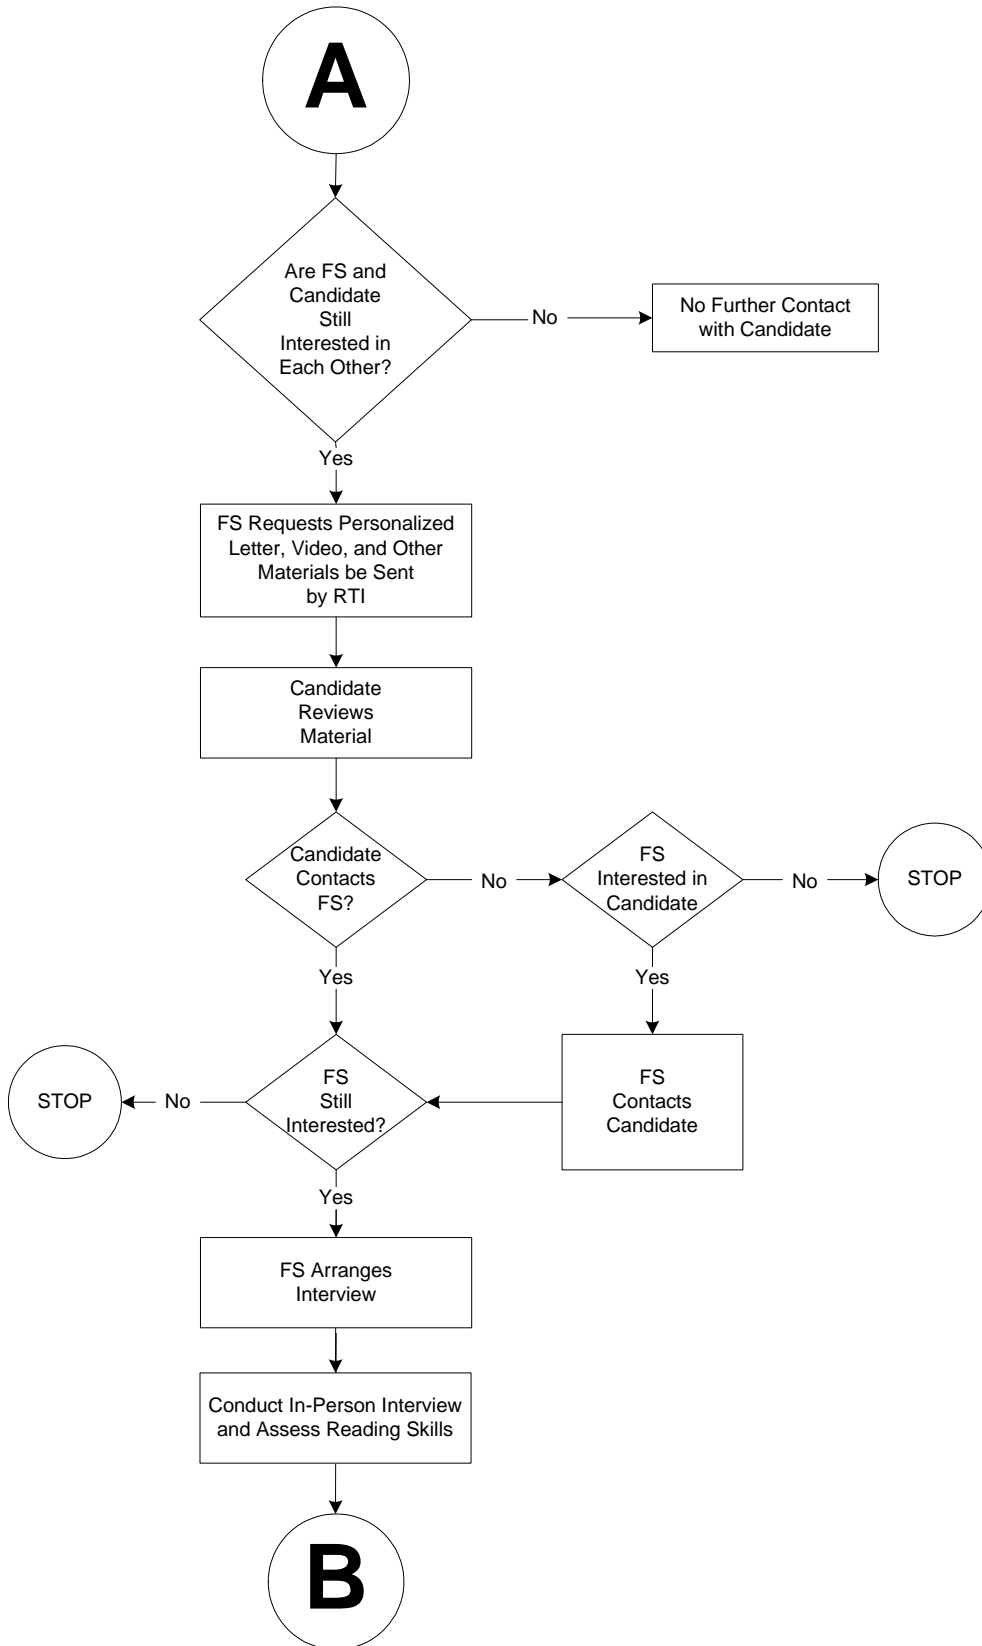 A
Are FS and
Candidate
Still
Interested in
Each Other?
No
No Further Contact
with Candidate
Yes
FS Requests Personalized
Letter, Video, and Other
Materials be Sent
by RTI
Candidate
Reviews
Material
Candidate
Contacts
FS?
No
FS
Interested in
Candidate
No
STOP
Yes
Yes
STOP
No
FS
Still
Interested?
FS
Contacts
Candidate
Yes
FS Arranges
Interview
Conduct In-Person Interview
and Assess Reading Skills
B